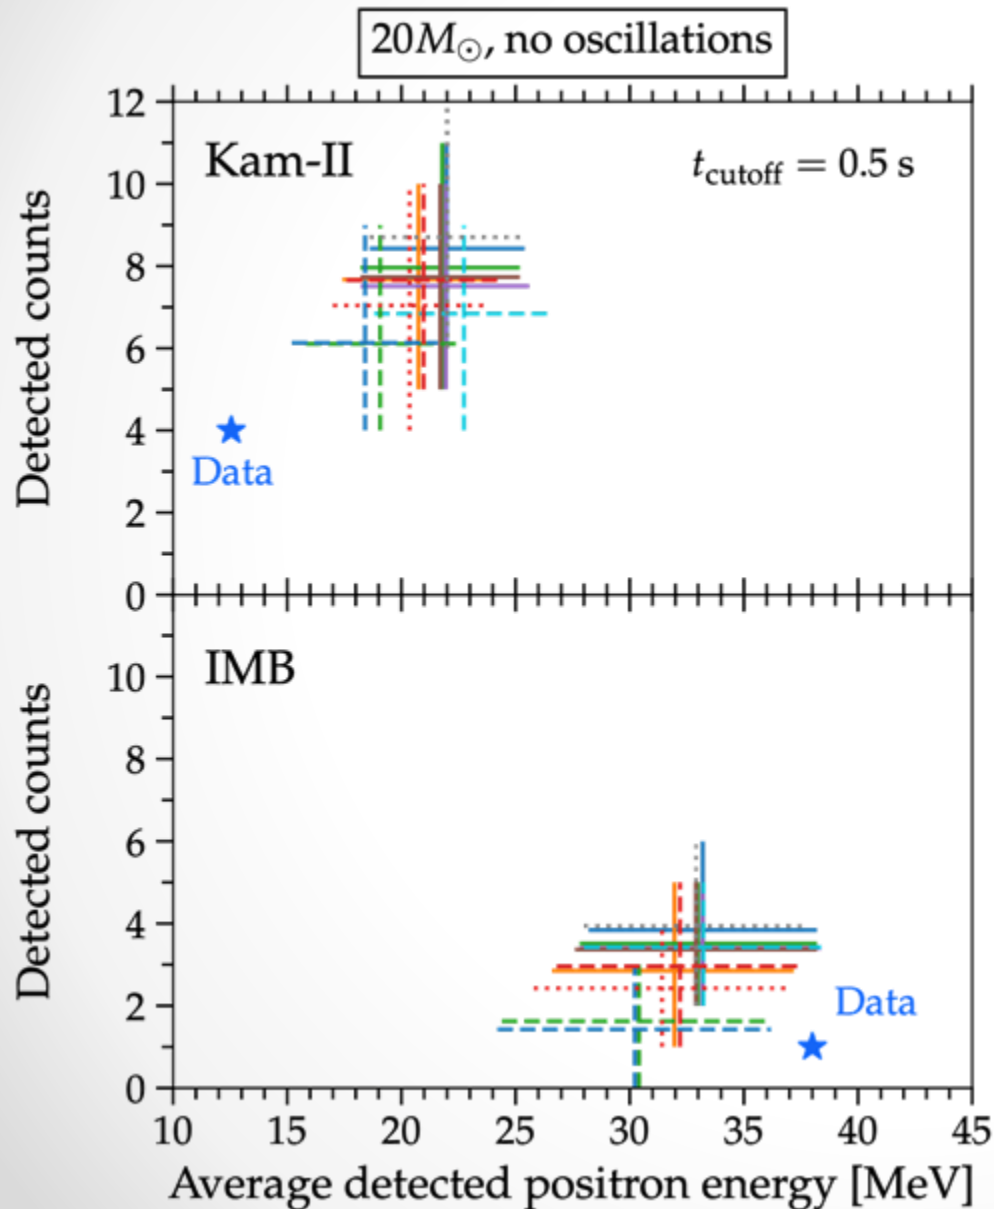 20M☉, no oscillations
12
Kam-II
t_cutoff = 0.5 s
10
8
6
4
Data
2
0
Detected counts
IMB
10
8
6
4
Data
2
0
Detected counts
10 15 20 25 30 35 40 45
Average detected positron energy [MeV]